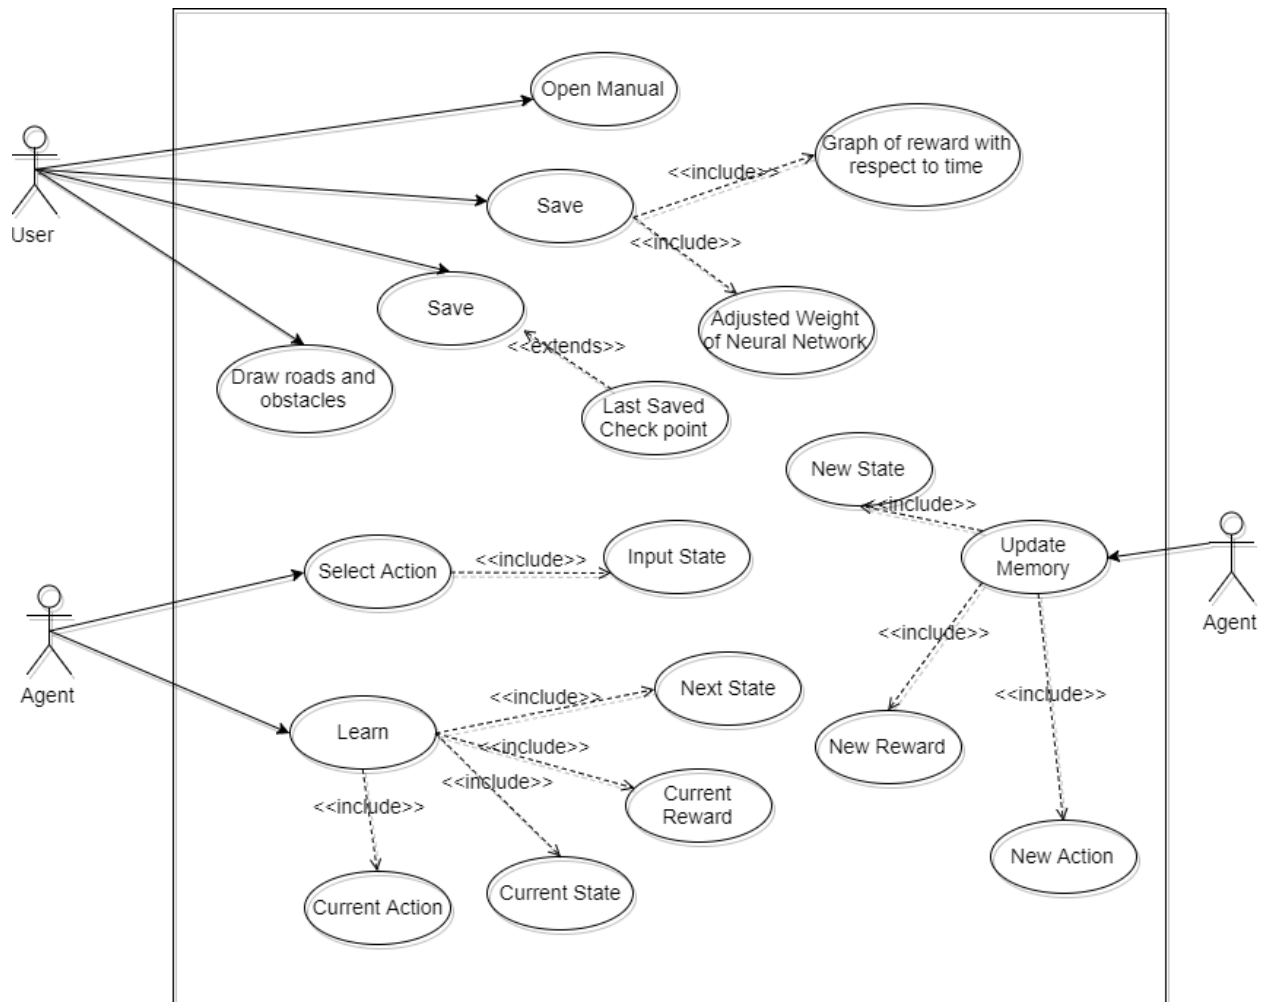 Open Manual
Graph of reward with
respect to time
<<include>>
User
Save
<<include>>
Save
Adjusted Weight
of Neural Network
<<extends>>
Draw roads and
obstacles
Last Saved
Check point
New State
<<include>>
Select Action
<<include>>
Input State
Update
Memory
Agent
<<include>>
Agent
<<include>>
Next State
<<include>>
Learn
<<include>>
New Reward
<<include>>
<<include>>
Current
Reward
New Action
Current Action
Current State